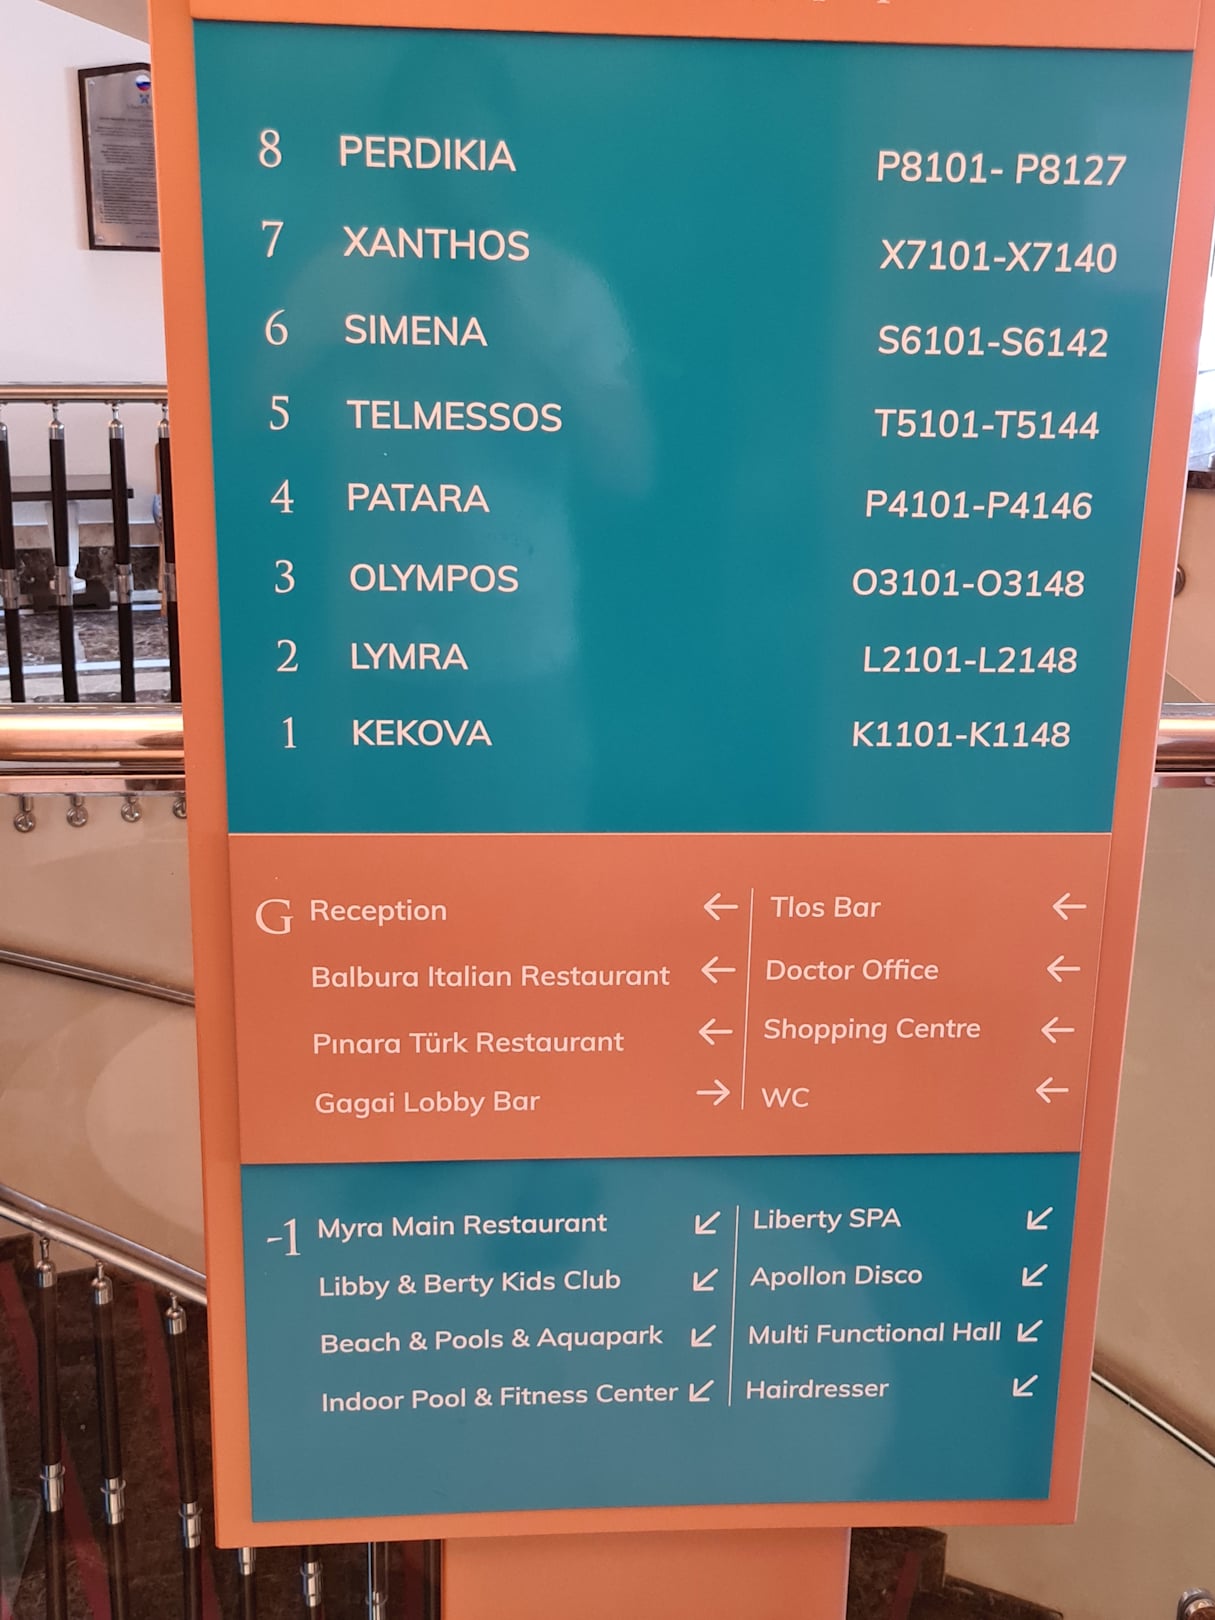 8 PERDIKIA P8101- P8127
7 XANTHOS X7101-X7140
6 SIMENA S6101-S6142
5 TELMESSOS T5101-T5144
4 PATARA P4101-P4146
3 OLYMPOS O3101-O3148
2 LYMRA L2101-L2148
1 KEKOVA K1101-K1148
G Reception ← Tlos Bar ←
Balbura Italian Restaurant ← Doctor Office ←
Pınara Türk Restaurant ← Shopping Centre ←
Gagai Lobby Bar → WC ←
-1 Myra Main Restaurant ↙ Liberty SPA ↙
Libby & Berty Kids Club ↙ Apollon Disco ↙
Beach & Pools & Aquapark ↙ Multi Functional Hall ↙
Indoor Pool & Fitness Center ↙ Hairdresser ↙